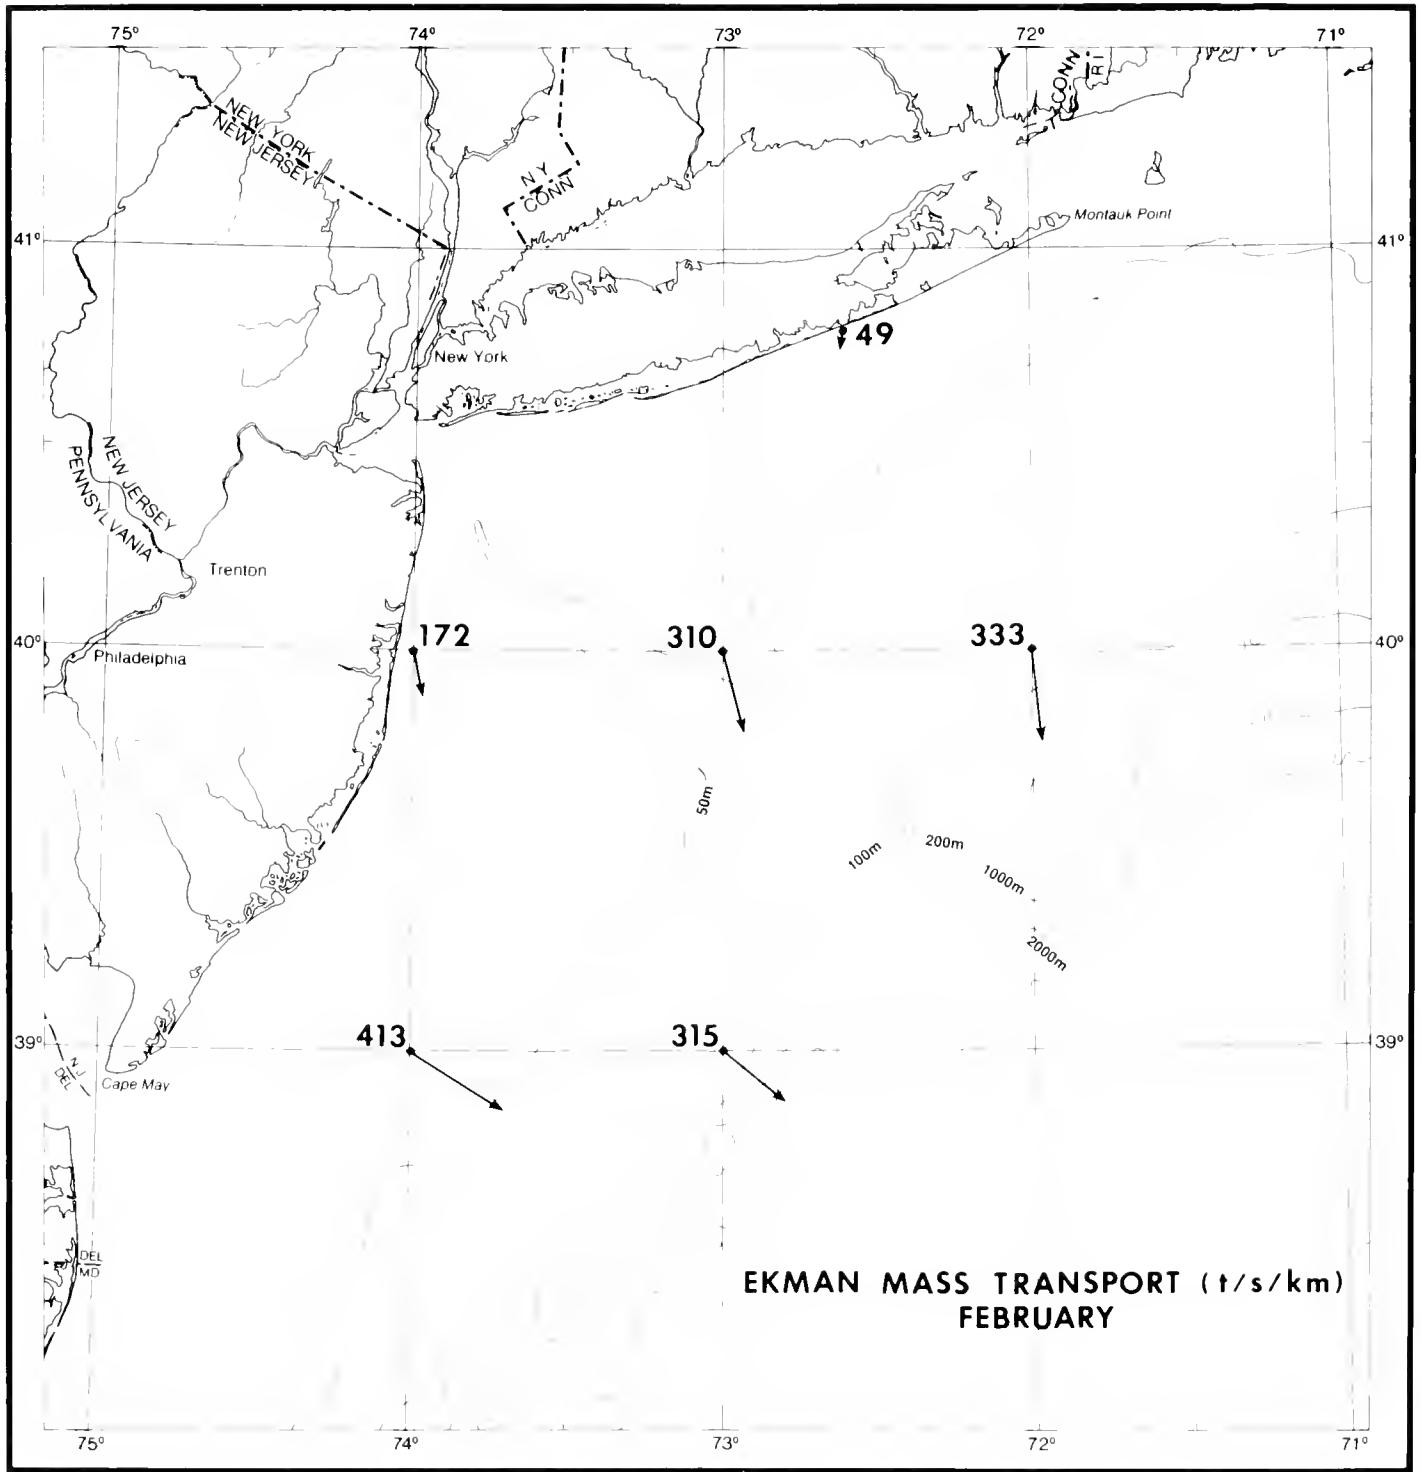 75° 74° 73° 72° 71°
CONN
RI
NEW YORK
NEW JERSEY
N Y
CONN
Montauk Point
41° 41°
49
New York
NEW JERSEY
PENNSYLVANIA
Trenton
172 310 333
40° 40°
Philadelphia
50m
100m
200m
1000m
2000m
413 315
39° 39°
N J
DEL
Cape May
DEL
MD
EKMAN MASS TRANSPORT (t/s/km)
FEBRUARY
75° 74° 73° 72° 71°